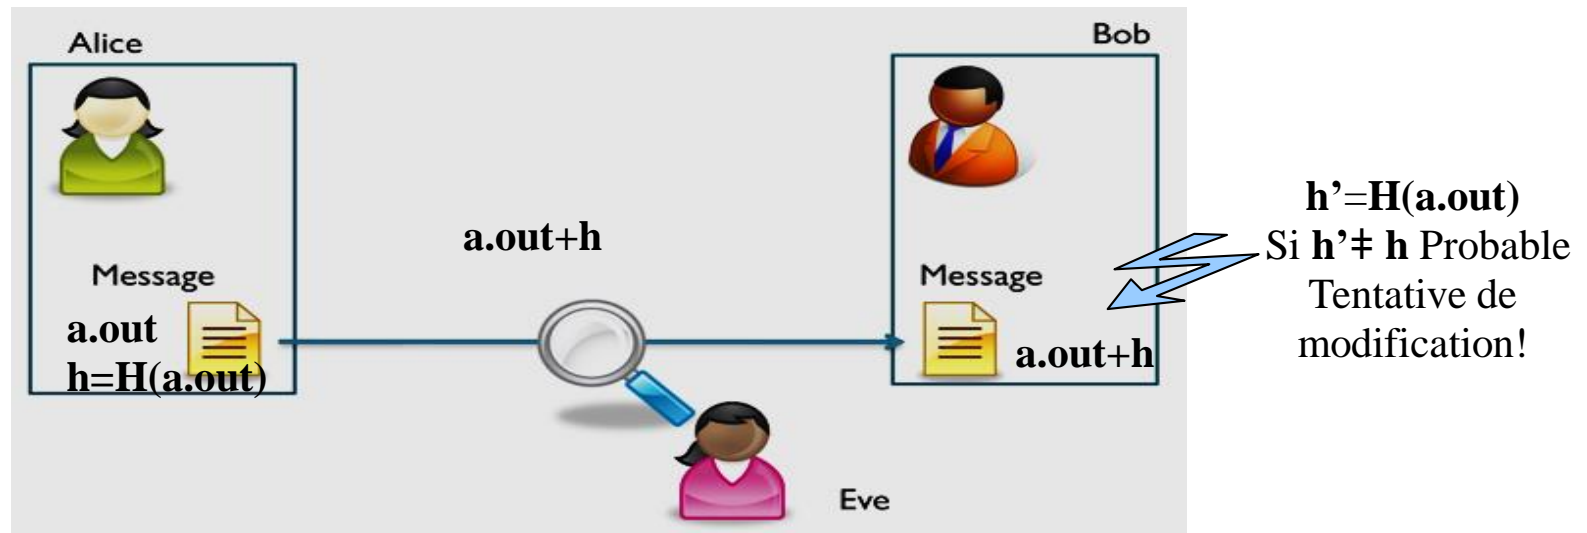 Alice
Bob
a.out+h
Message
a.out
h=H(a.out)
Message
a.out+h
Eve
h’=H(a.out)
Si h’‡ h Probable
Tentative de
modification!